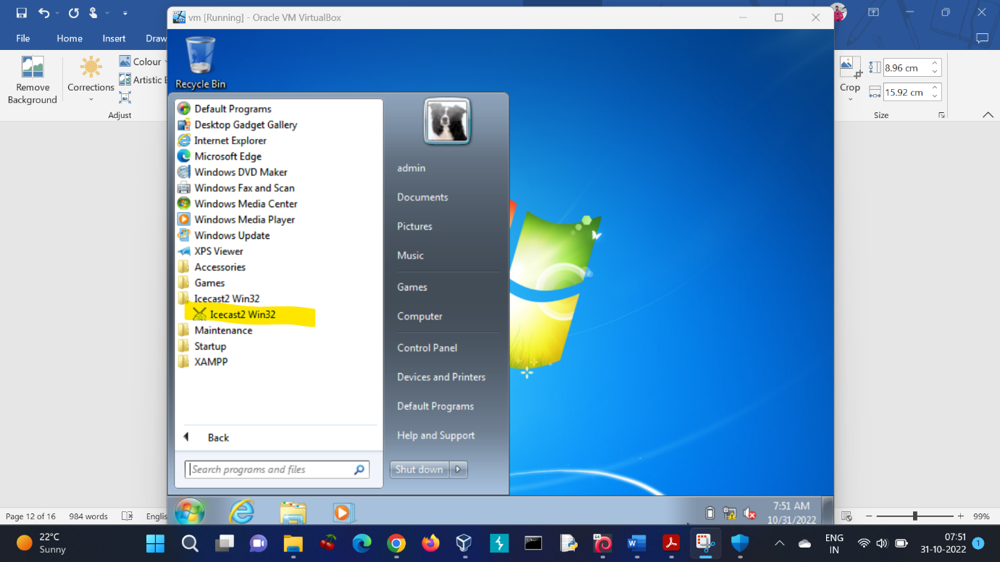 vm [Running] - Oracle VM VirtualBox
File
Home
Insert
Draw
Remove
Background
Corrections
Colour
Artistic E
Adjust
Crop
8.96 cm
15.92 cm
Size
Recycle Bin
Default Programs
Desktop Gadget Gallery
Internet Explorer
Microsoft Edge
Windows DVD Maker
Windows Fax and Scan
Windows Media Center
Windows Media Player
Windows Update
XPS Viewer
Accessories
Games
Icecast2 Win32
Icecast2 Win32
Maintenance
Startup
XAMPP
Back
Search programs and files
admin
Documents
Pictures
Music
Games
Computer
Control Panel
Devices and Printers
Default Programs
Help and Support
Shut down
7:51 AM
10/31/2022
Page 12 of 16
984 words
Englis
99%
22°C
Sunny
ENG
IN
07:51
31-10-2022
1